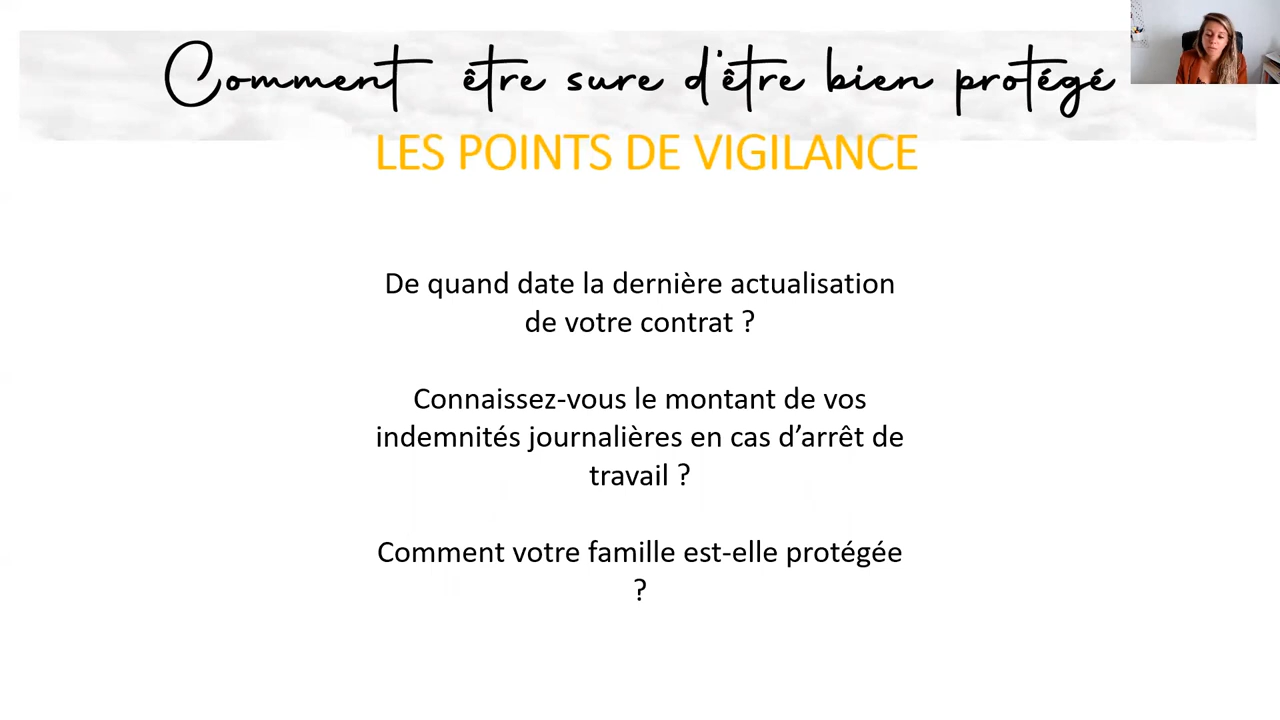 Comment être sure d'être bien protégé
LES POINTS DE VIGILANCE
De quand date la dernière actualisation
de votre contrat ?
Connaissez-vous le montant de vos
indemnités journalières en cas d’arrêt de
travail ?
Comment votre famille est-elle protégée
?